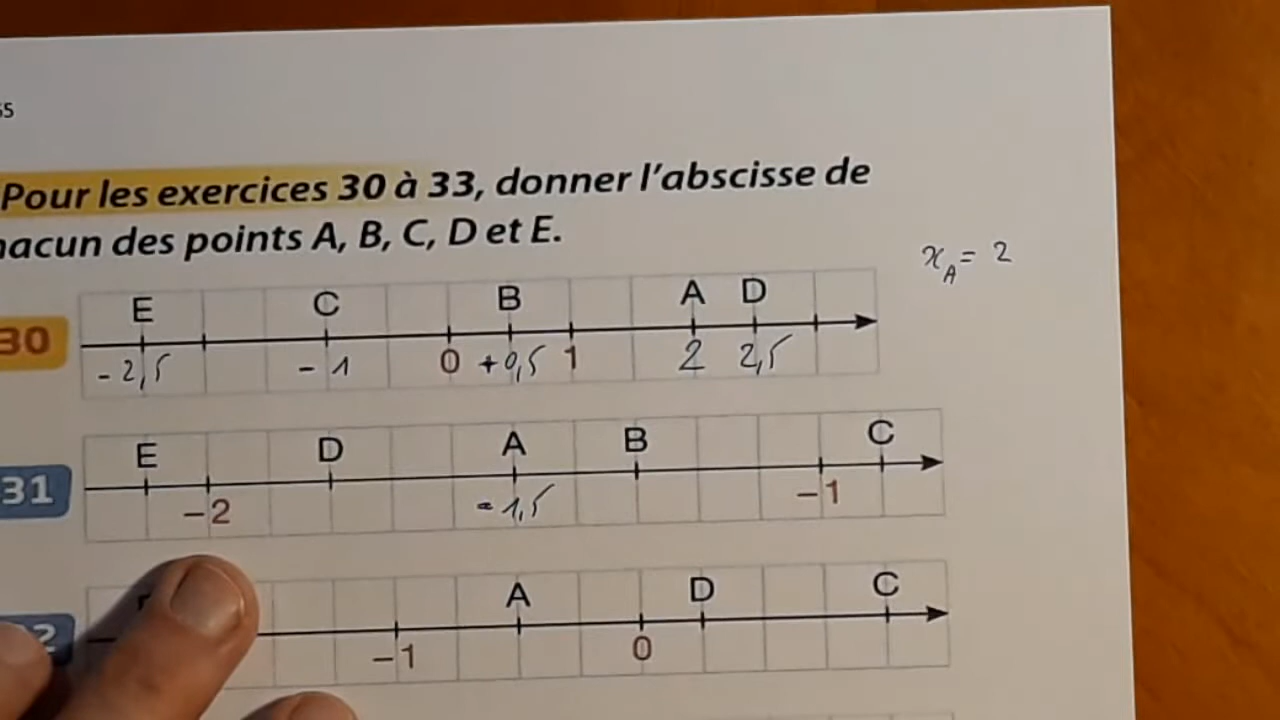 Pour les exercices 30 à 33, donner l'abscisse de
des points A, B, C, D et E.
x_A = 2
E C B A D
30
-2,5 -1 0 +0,5 1 2 2,5
E D A B C
31
-2 -1,5 -1
A D C
2
-1 0